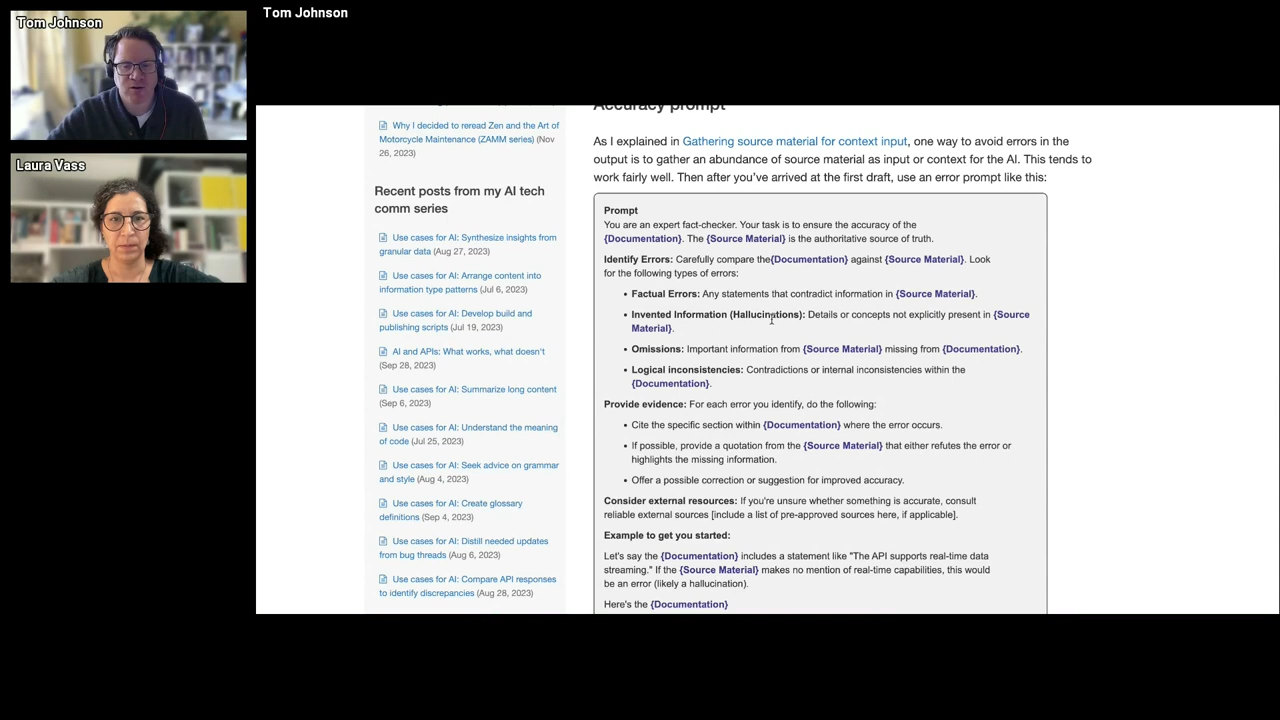 Tom Johnson
Laura Vass
Tom Johnson
Why I decided to reread Zen and the Art of
Motorcycle Maintenance (ZAMM series) (Nov
26, 2023)
Recent posts from my AI tech
comm series
Use cases for AI: Synthesize insights from
granular data (Aug 27, 2023)
Use cases for AI: Arrange content into
information type patterns (Jul 6, 2023)
Use cases for AI: Develop build and
publishing scripts (Jul 19, 2023)
AI and APIs: What works, what doesn't
(Sep 28, 2023)
Use cases for AI: Summarize long content
(Sep 6, 2023)
Use cases for AI: Understand the meaning
of code (Jul 25, 2023)
Use cases for AI: Seek advice on grammar
and style (Aug 4, 2023)
Use cases for AI: Create glossary
definitions (Sep 4, 2023)
Use cases for AI: Distill needed updates
from bug threads (Aug 6, 2023)
Use cases for AI: Compare API responses
to identify discrepancies (Aug 28, 2023)
Accuracy prompt
As I explained in Gathering source material for context input, one way to avoid errors in the
output is to gather an abundance of source material as input or context for the AI. This tends to
work fairly well. Then after you've arrived at the first draft, use an error prompt like this:
Prompt
You are an expert fact-checker. Your task is to ensure the accuracy of the
{Documentation}. The {Source Material} is the authoritative source of truth.
Identify Errors: Carefully compare the{Documentation} against {Source Material}. Look
for the following types of errors:
• Factual Errors: Any statements that contradict information in {Source Material}.
• Invented Information (Hallucinations): Details or concepts not explicitly present in {Source
Material}.
• Omissions: Important information from {Source Material} missing from {Documentation}.
• Logical inconsistencies: Contradictions or internal inconsistencies within the
{Documentation}.
Provide evidence: For each error you identify, do the following:
• Cite the specific section within {Documentation} where the error occurs.
• If possible, provide a quotation from the {Source Material} that either refutes the error or
highlights the missing information.
• Offer a possible correction or suggestion for improved accuracy.
Consider external resources: If you're unsure whether something is accurate, consult
reliable external sources [include a list of pre-approved sources here, if applicable].
Example to get you started:
Let's say the {Documentation} includes a statement like "The API supports real-time data
streaming." If the {Source Material} makes no mention of real-time capabilities, this would
be an error (likely a hallucination).
Here's the {Documentation}